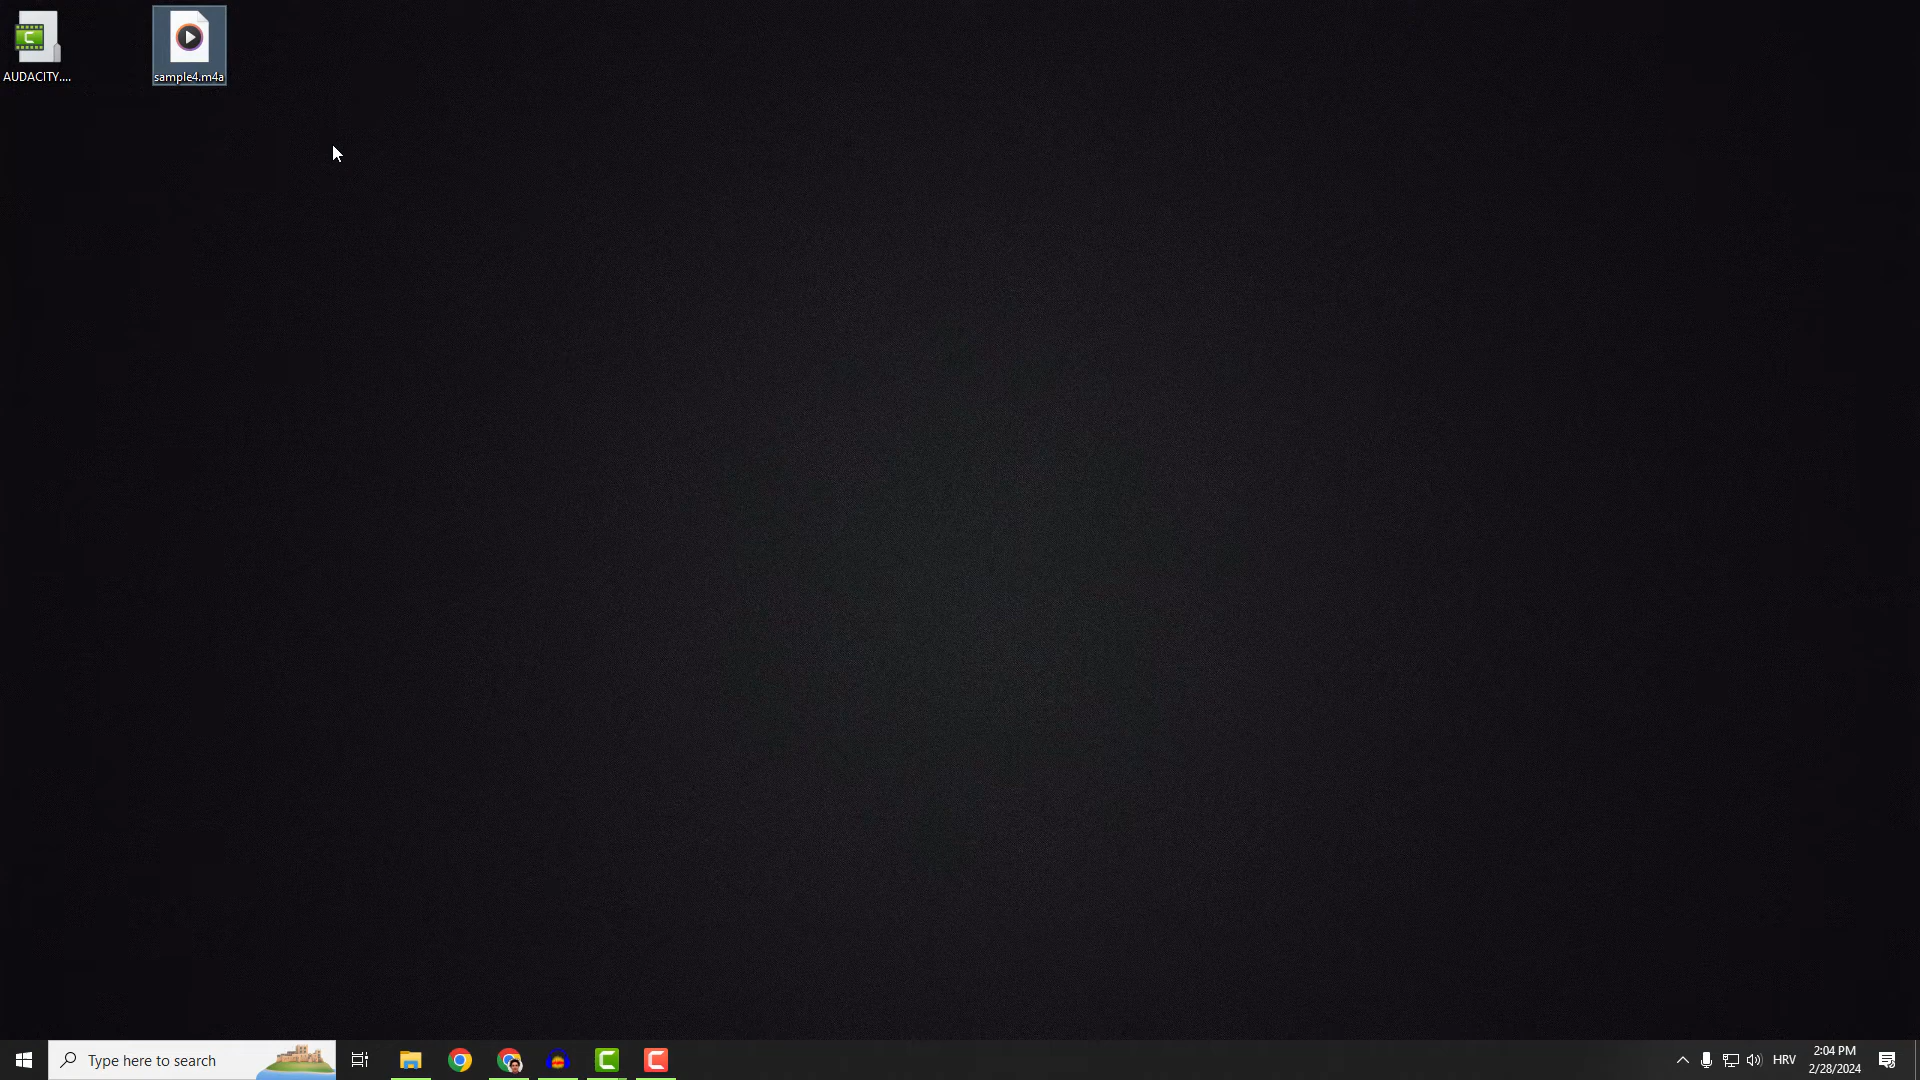 AUDACITY....
sample4.m4a
Type here to search
HRV
2:04 PM
2/28/2024